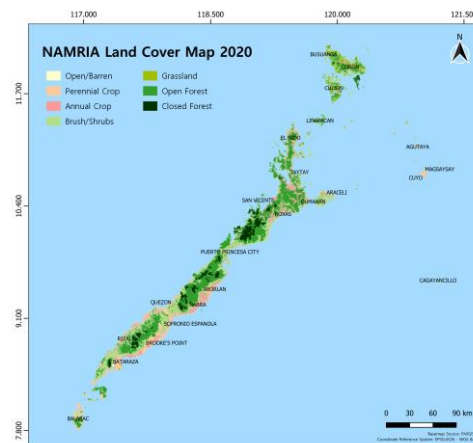 117.000 118.500 120.000 121.500
NAMRIA Land Cover Map 2020
N
Open/Barren Grassland
Perennial Crop Open Forest
Annual Crop Closed Forest
Brush/Shrubs
BUSUANGA
CORON
CULION
11.700
LINAPACAN
EL NIDO
AGUTAYA
TAYTAY
MAGSAYSAY
CUYO
ARACELI
SAN VICENTE
DUMARAN
10.400
ROXAS
PUERTO PRINCESA CITY
CAGAYANCILLO
ABORLAN
QUEZON
NARRA
9.100
SOFRONIO ESPAÑOLA
RIZAL
BROOKE'S POINT
BATARAZA
BALABAC
0 30 60 90 km
7.800